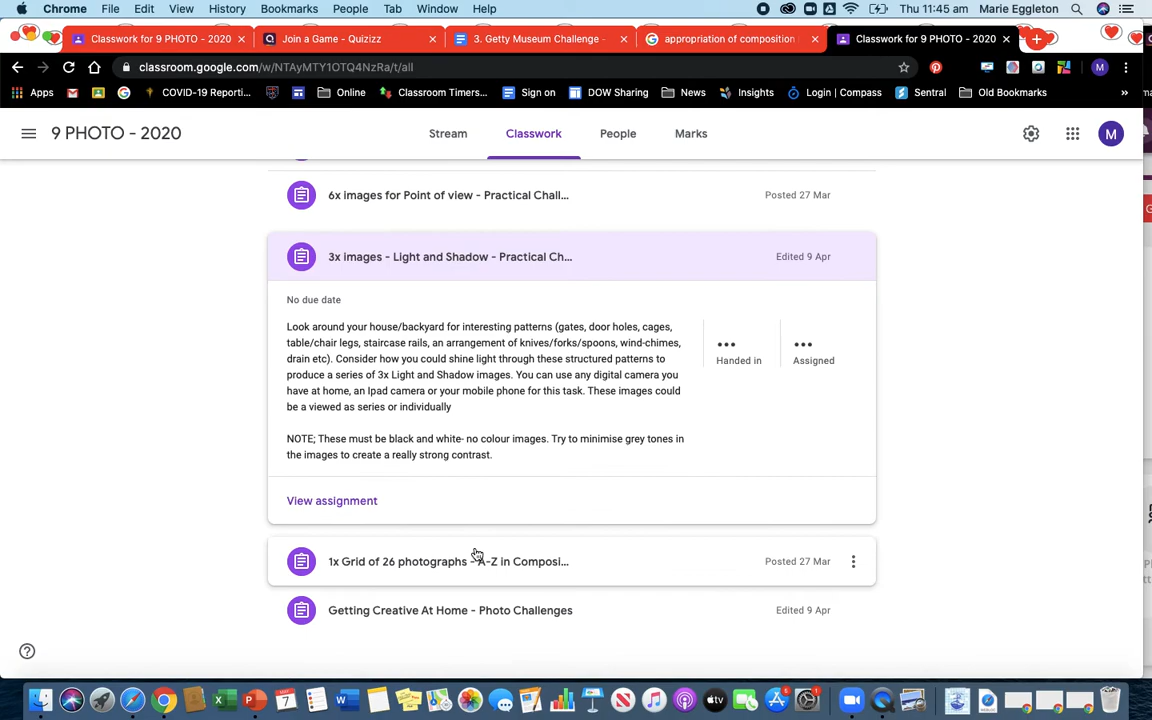 Chrome File Edit View History Bookmarks People Tab Window Help Thu 11:45 am Marie Eggleton
Classwork for 9 PHOTO - 2020 Join a Game - Quizizz 3. Getty Museum Challenge - appropriation of composition Classwork for 9 PHOTO - 2020
classroom.google.com/w/NTAyMTY1OTQ4NzRa/t/all M
Apps COVID-19 Reporti... Online Classroom Timers... Sign on DOW Sharing News Insights Login | Compass Sentral Old Bookmarks »
9 PHOTO - 2020 Stream Classwork People Marks M
6x images for Point of view - Practical Chall... Posted 27 Mar
3x images - Light and Shadow - Practical Ch... Edited 9 Apr
No due date
Look around your house/backyard for interesting patterns (gates, door holes, cages,
table/chair legs, staircase rails, an arrangement of knives/forks/spoons, wind-chimes,
drain etc). Consider how you could shine light through these structured patterns to
produce a series of 3x Light and Shadow images. You can use any digital camera you
have at home, an Ipad camera or your mobile phone for this task. These images could
be a viewed as series or individually
Handed in Assigned
NOTE; These must be black and white- no colour images. Try to minimise grey tones in
the images to create a really strong contrast.
View assignment
1x Grid of 26 photographs - A-Z in Composi... Posted 27 Mar
Getting Creative At Home - Photo Challenges Edited 9 Apr